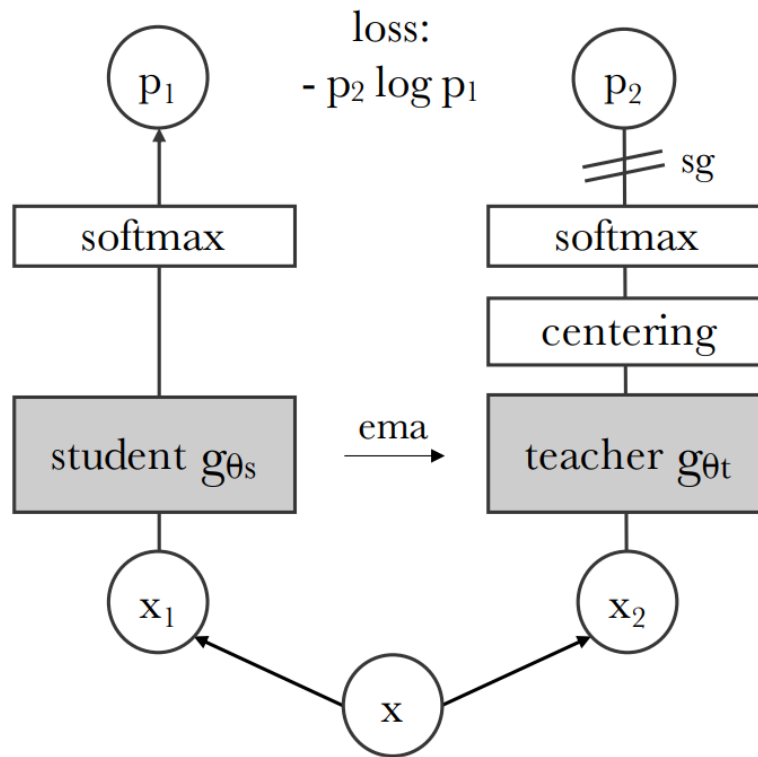 loss:
p₁ - p₂ log p₁ p₂
sg
softmax softmax
centering
student gθs ema teacher gθt
x₁ x₂
x